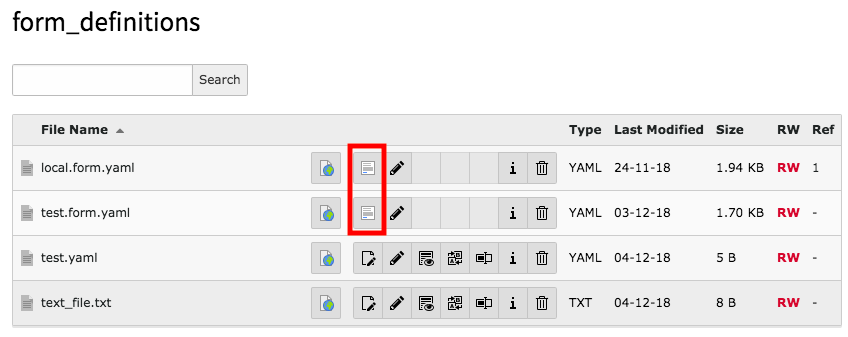 form_definitions
Search
File Name Type Last Modified Size RW Ref
local.form.yaml YAML 24-11-18 1.94 KB RW 1
test.form.yaml YAML 03-12-18 1.70 KB RW -
test.yaml YAML 04-12-18 5 B RW -
text_file.txt TXT 04-12-18 8 B RW -